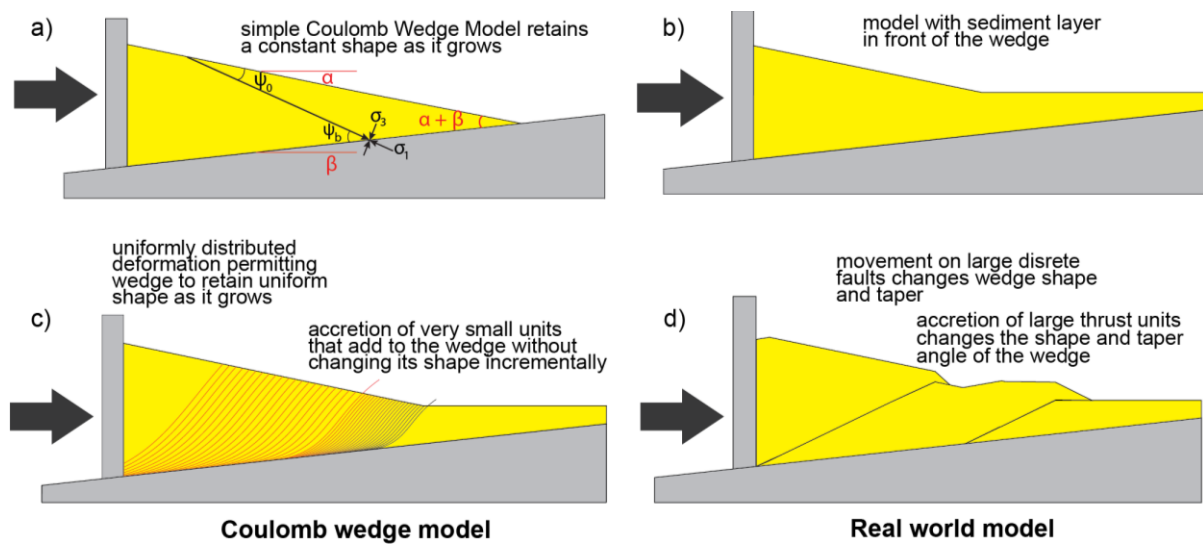 a)
simple Coulomb Wedge Model retains
a constant shape as it grows
α
ψ0
σ3
ψb
α + β
σ1
β
b)
model with sediment layer
in front of the wedge
uniformly distributed
deformation permitting
wedge to retain uniform
shape as it grows
c)
accretion of very small units
that add to the wedge without
changing its shape incrementally
Coulomb wedge model
movement on large disrete
faults changes wedge shape
and taper
d)
accretion of large thrust units
changes the shape and taper
angle of the wedge
Real world model